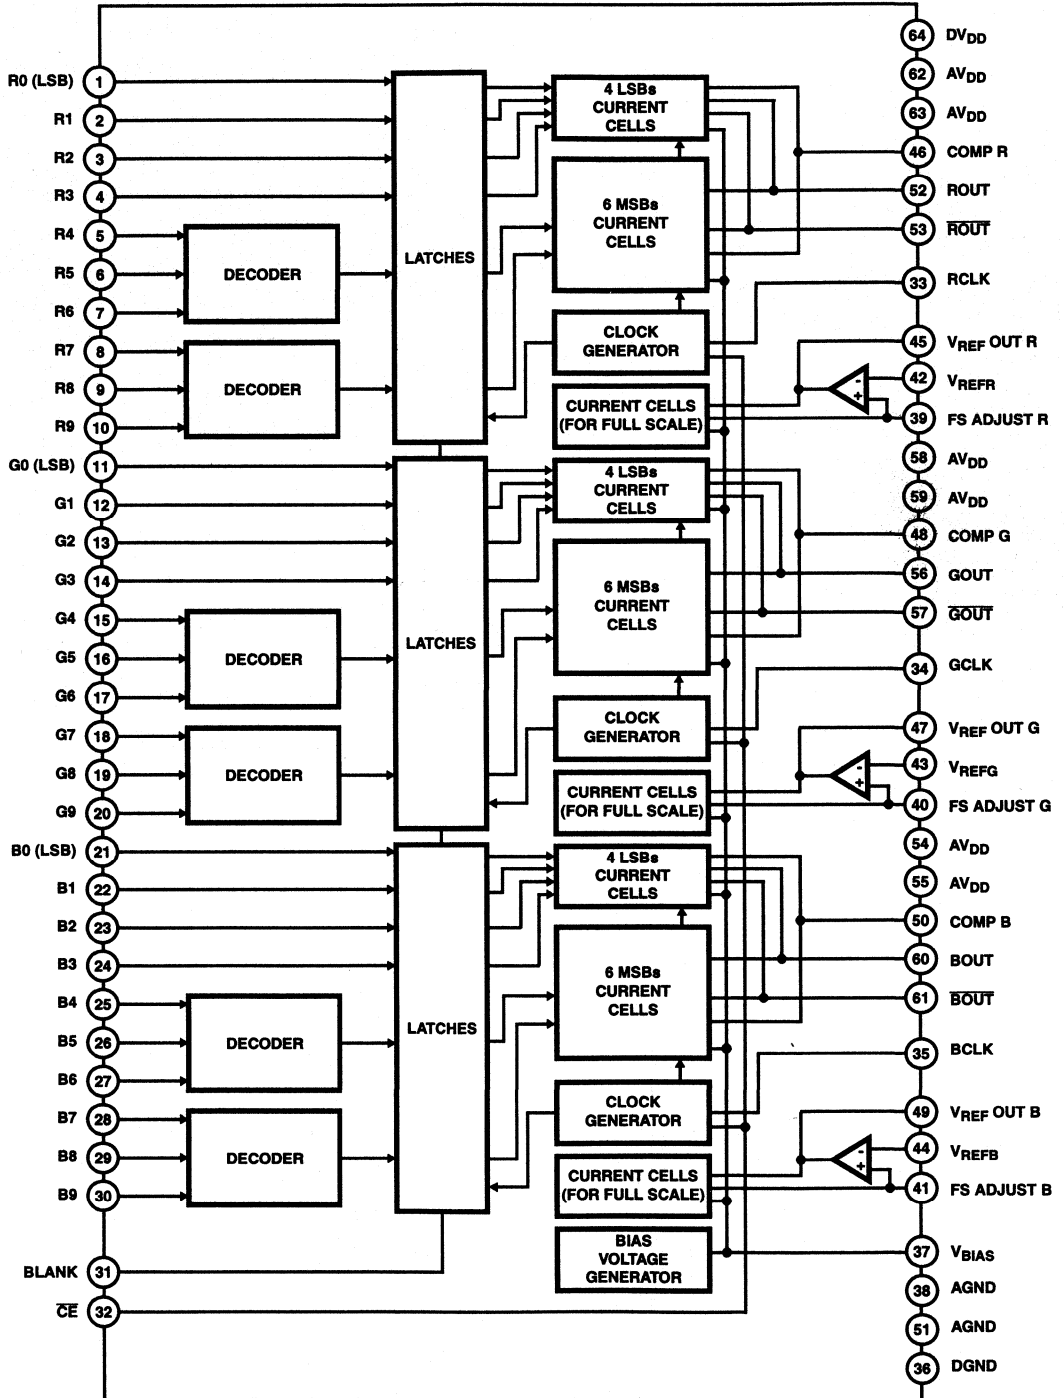 R0 (LSB) 1
R1 2
R2 3
R3 4
R4 5
R5 6
R6 7
R7 8
R8 9
R9 10
G0 (LSB) 11
G1 12
G2 13
G3 14
G4 15
G5 16
G6 17
G7 18
G8 19
G9 20
B0 (LSB) 21
B1 22
B2 23
B3 24
B4 25
B5 26
B6 27
B7 28
B8 29
B9 30
BLANK 31
C̅E̅ 32
DECODER
DECODER
DECODER
DECODER
DECODER
DECODER
LATCHES
LATCHES
LATCHES
4 LSBs
CURRENT
CELLS
6 MSBs
CURRENT
CELLS
CLOCK
GENERATOR
CURRENT CELLS
(FOR FULL SCALE)
4 LSBs
CURRENT
CELLS
6 MSBs
CURRENT
CELLS
CLOCK
GENERATOR
CURRENT CELLS
(FOR FULL SCALE)
4 LSBs
CURRENT
CELLS
6 MSBs
CURRENT
CELLS
CLOCK
GENERATOR
CURRENT CELLS
(FOR FULL SCALE)
BIAS
VOLTAGE
GENERATOR
-
+
-
+
-
+
64 DVDD
62 AVDD
63 AVDD
46 COMP R
52 ROUT
53 R̅O̅U̅T̅
33 RCLK
45 VREF OUT R
42 VREFR
39 FS ADJUST R
58 AVDD
59 AVDD
48 COMP G
56 GOUT
57 G̅O̅U̅T̅
34 GCLK
47 VREF OUT G
43 VREFG
40 FS ADJUST G
54 AVDD
55 AVDD
50 COMP B
60 BOUT
61 B̅O̅U̅T̅
35 BCLK
49 VREF OUT B
44 VREFB
41 FS ADJUST B
37 VBIAS
38 AGND
51 AGND
36 DGND